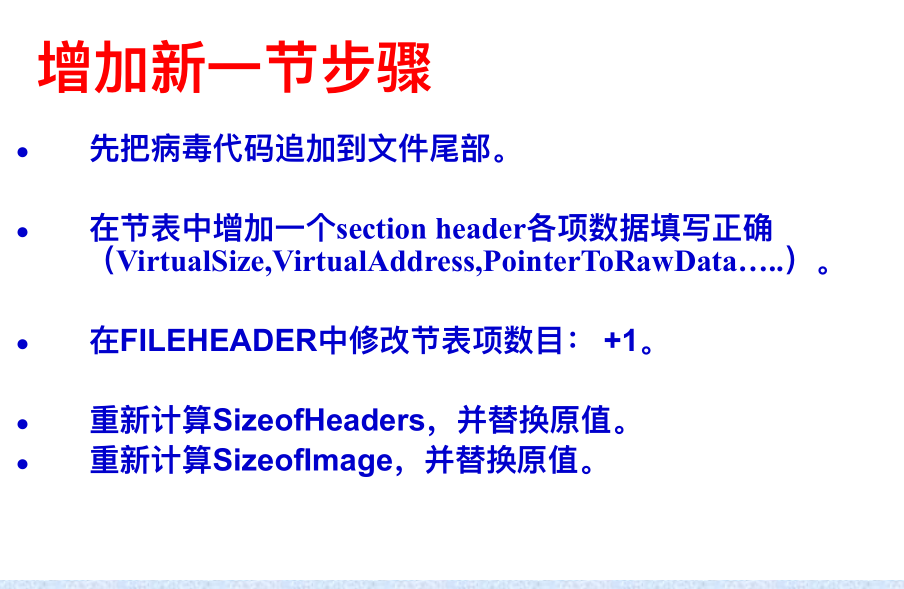 增加新一节步骤
• 先把病毒代码追加到文件尾部。
• 在节表中增加一个section header各项数据填写正确
（VirtualSize,VirtualAddress,PointerToRawData…..）。
• 在FILEHEADER中修改节表项数目： +1。
• 重新计算SizeofHeaders，并替换原值。
• 重新计算SizeofImage，并替换原值。